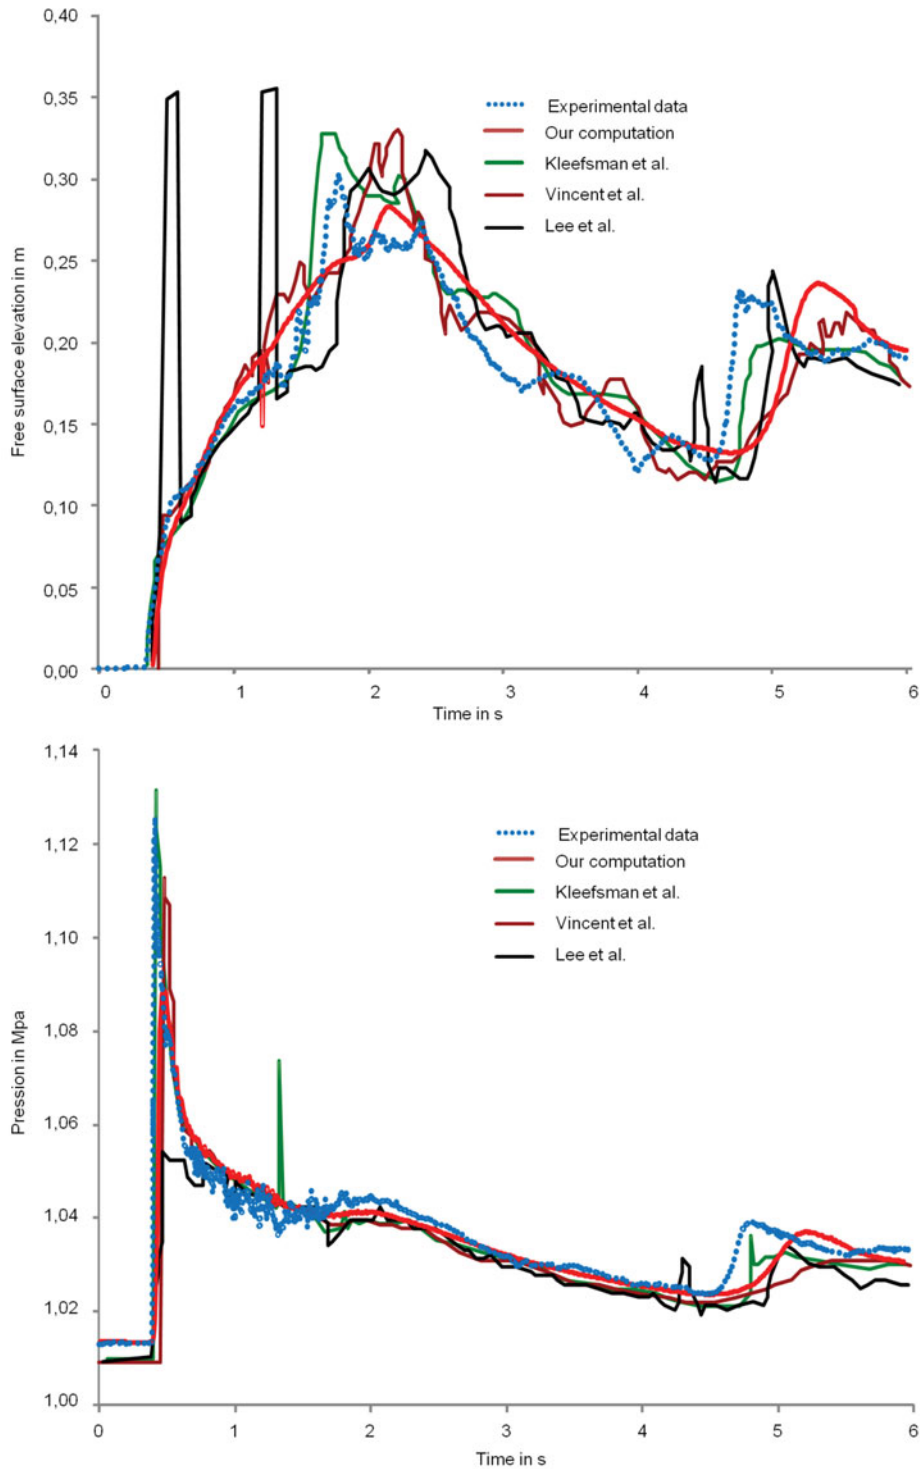 0,40
0,35
0,30
0,25
0,20
0,15
0,10
0,05
0,00
Free surface elevation in m
Experimental data
Our computation
Kleefsman et al.
Vincent et al.
Lee et al.
0 1 2 3 4 5 6
Time in s
1,14
1,12
1,10
1,08
1,06
1,04
1,02
1,00
Pression in Mpa
Experimental data
Our computation
Kleefsman et al.
Vincent et al.
Lee et al.
0 1 2 3 4 5 6
Time in s